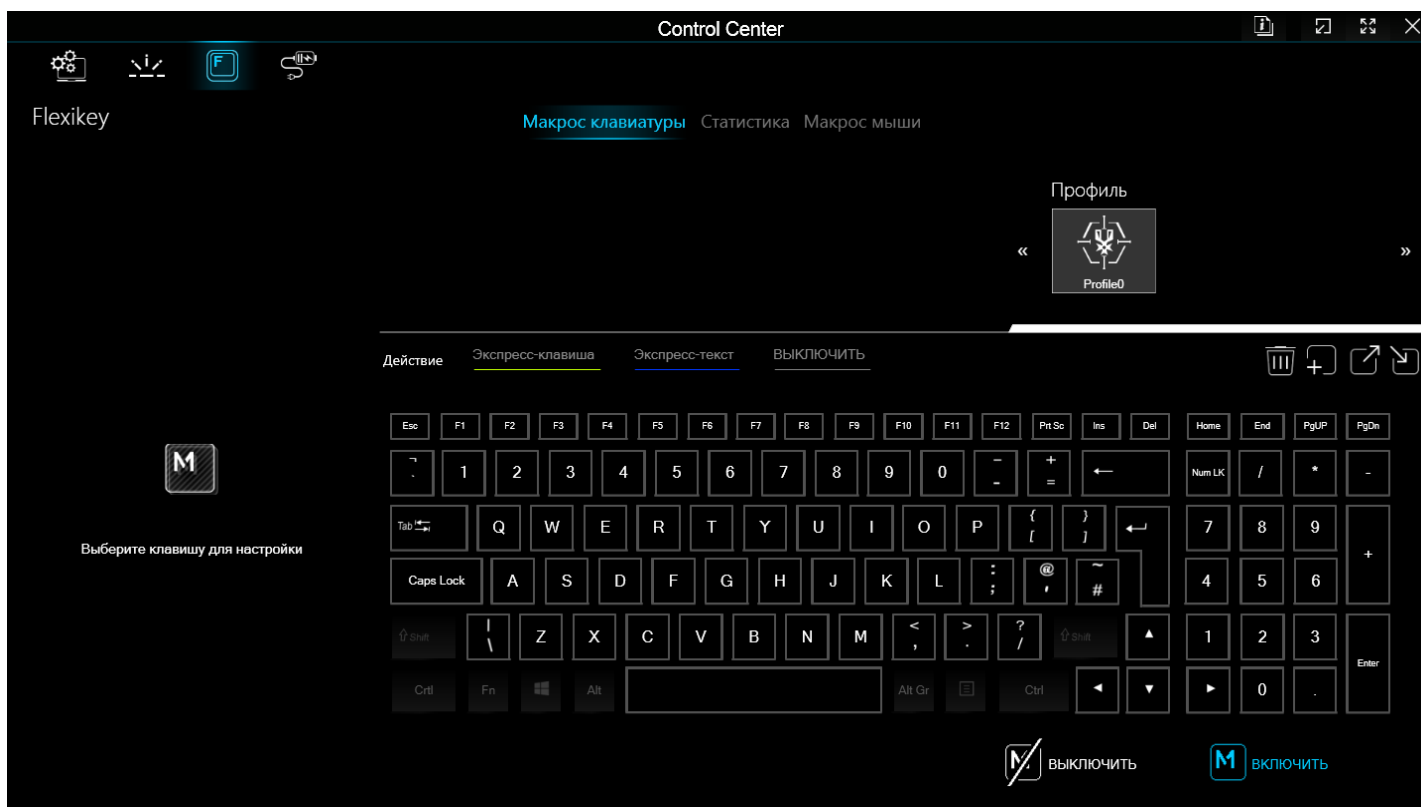 Control Center
Flexikey
Макрос клавиатуры Статистика Макрос мыши
Профиль
« »
Profile0
Действие Экспресс-клавиша Экспресс-текст ВЫКЛЮЧИТЬ
Esc F1 F2 F3 F4 F5 F6 F7 F8 F9 F10 F11 F12 Prt Sc Ins Del Home End PgUP PgDn
¬ 1 2 3 4 5 6 7 8 9 0 _ + ← Num LK / * -
- =
Tab Q W E R T Y U I O P { } 7 8 9 +
[ ]
Caps Lock A S D F G H J K L : @ ~ 4 5 6
; ' #
Shift | Z X C V B N M < > ? Shift ▲ 1 2 3 Enter
\ , . /
Crtl Fn Alt Alt Gr Ctrl ◄ ▼ ► 0 .
M
Выберите клавишу для настройки
M ВЫКЛЮЧИТЬ M ВКЛЮЧИТЬ